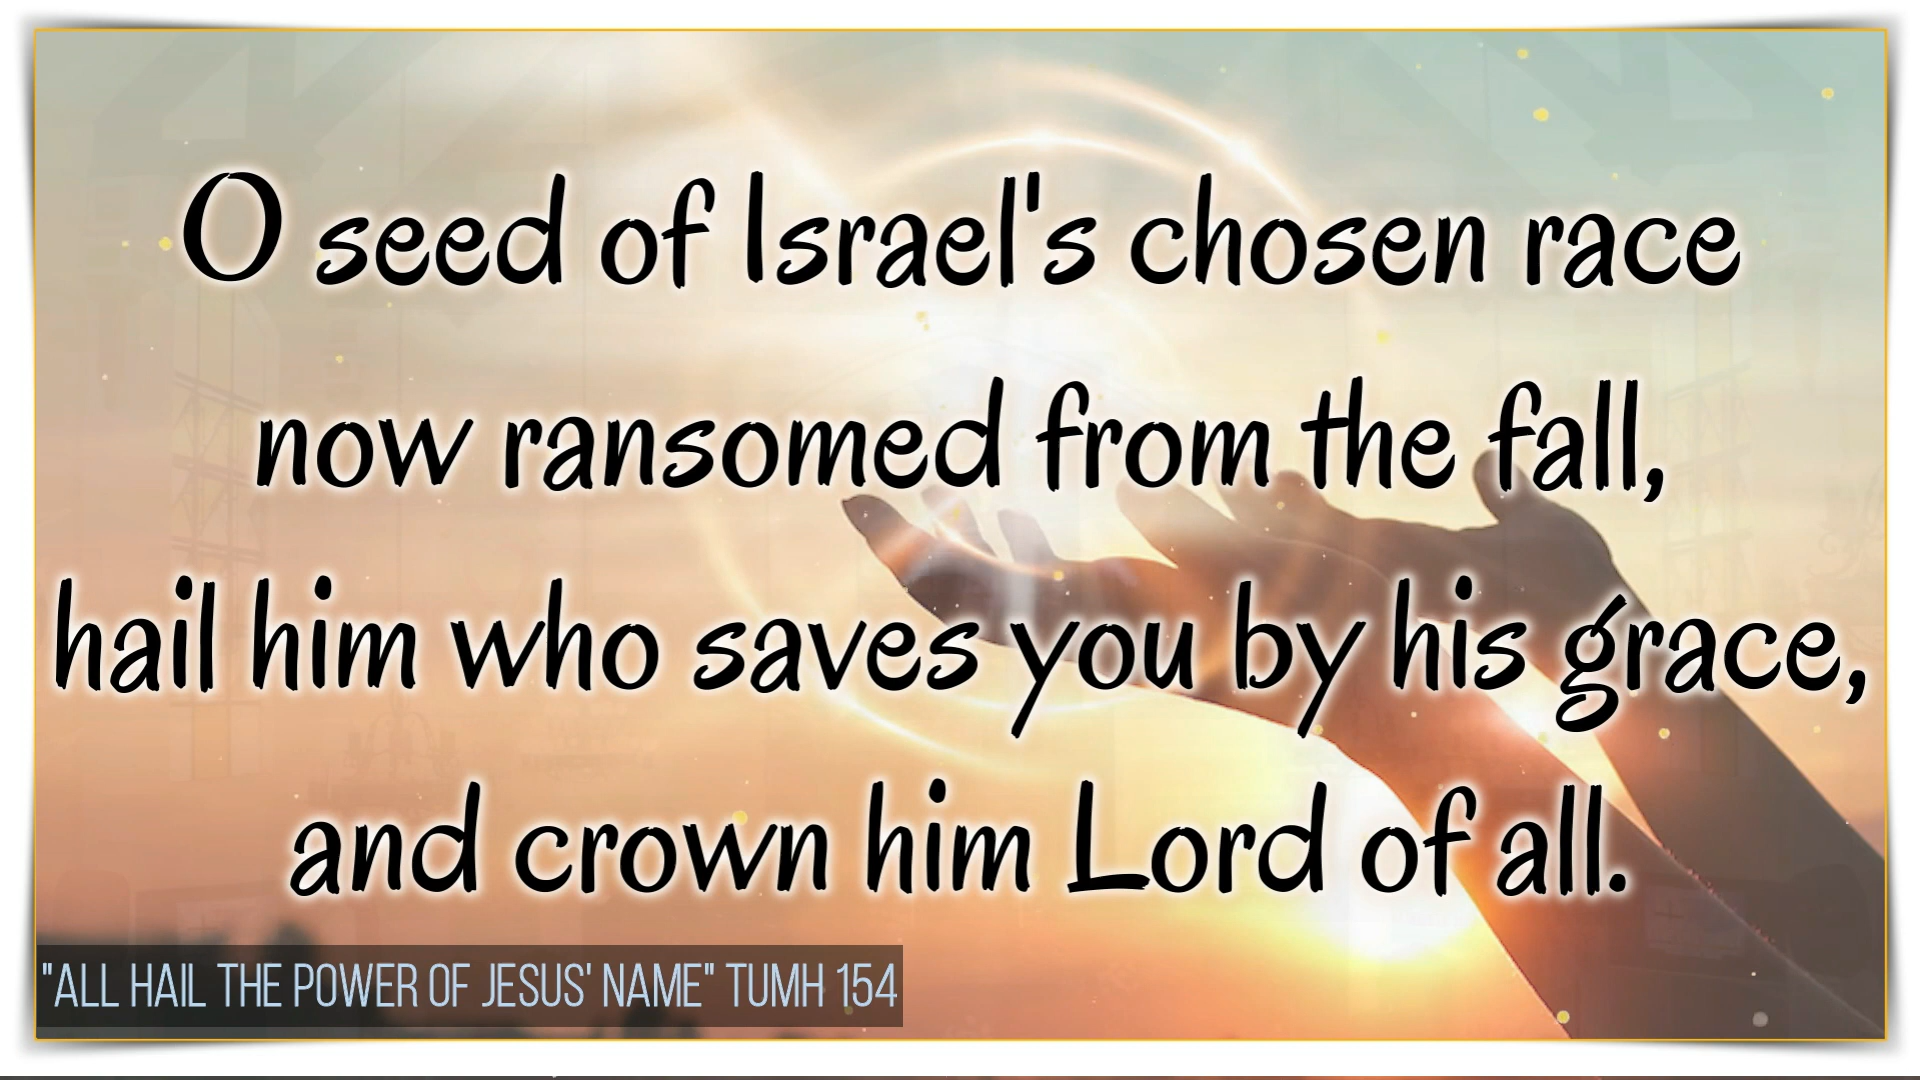 O seed of Israel's chosen race
now ransomed from the fall,
hail him who saves you by his grace,
and crown him Lord of all.
"ALL HAIL THE POWER OF JESUS' NAME" TUMH 154